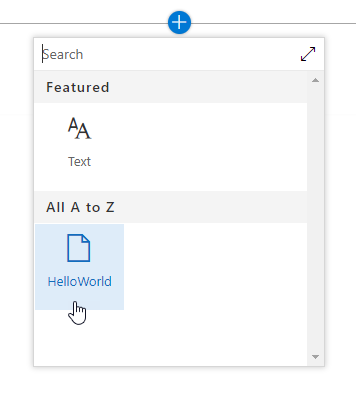 Search
Featured
Text
All A to Z
HelloWorld